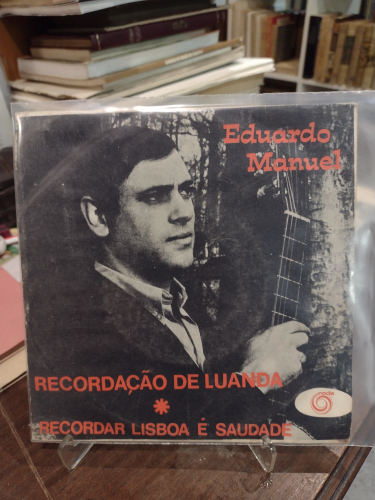 Eduardo
Manuel
RECORDAÇÃO DE LUANDA
*
RECORDAR LISBOA É SAUDADE